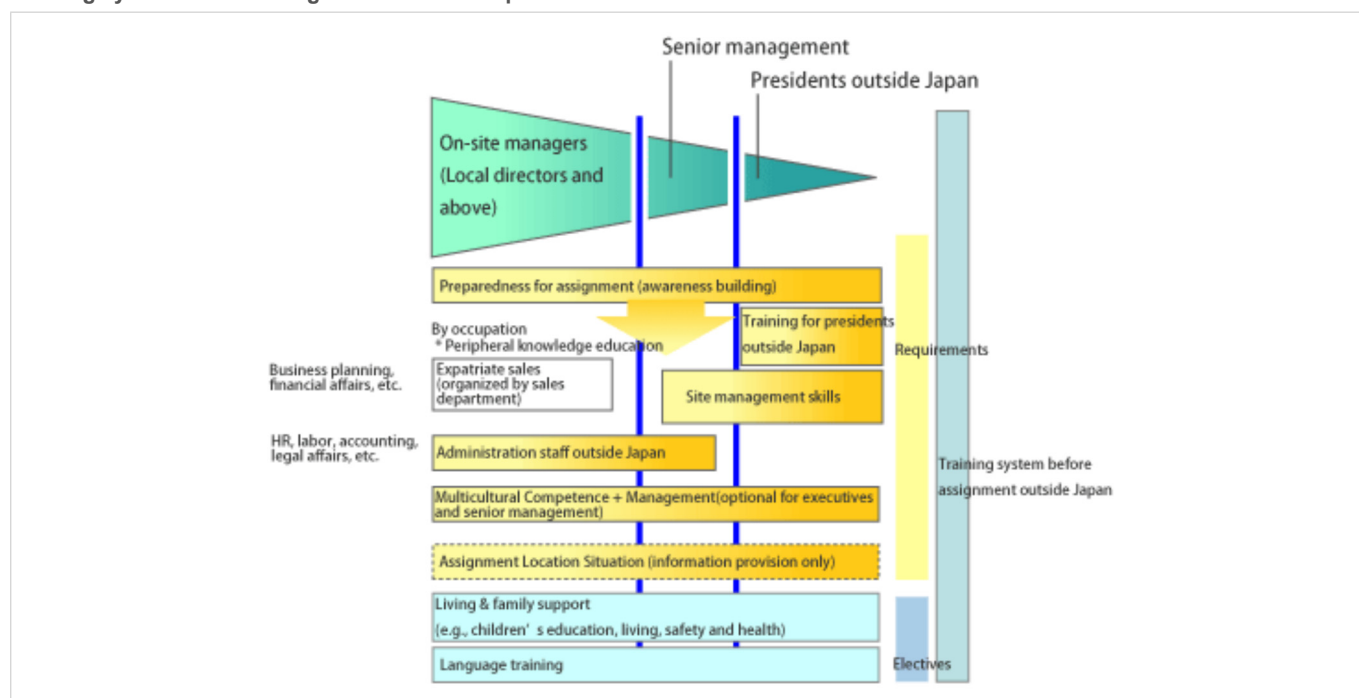 Senior management
Presidents outside Japan
On-site managers
(Local directors and
above)
Preparedness for assignment (awareness building)
By occupation
* Peripheral knowledge education
Training for presidents
outside Japan
Requirements
Business planning,
financial affairs, etc.
Expatriate sales
(organized by sales
department)
Site management skills
HR, labor, accounting,
legal affairs, etc.
Administration staff outside Japan
Training system before
assignment outside Japan
Multicultural Competence + Management(optional for executives
and senior management)
Assignment Location Situation (information provision only)
Living & family support
(e.g., children's education, living, safety and health)
Language training
Electives